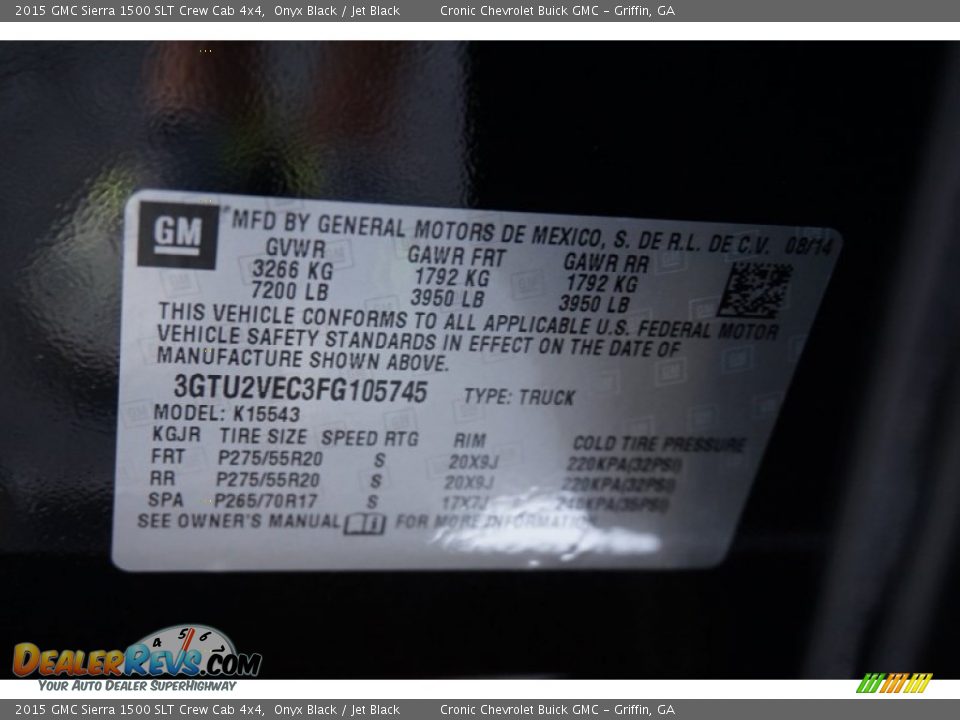 2015 GMC Sierra 1500 SLT Crew Cab 4x4, Onyx Black / Jet Black Cronic Chevrolet Buick GMC – Griffin, GA
GM MFD BY GENERAL MOTORS DE MEXICO, S. DE R.L. DE C.V. 08/14
GVWR GAWR FRT GAWR RR
3266 KG 1792 KG 1792 KG
7200 LB 3950 LB 3950 LB
THIS VEHICLE CONFORMS TO ALL APPLICABLE U.S. FEDERAL MOTOR
VEHICLE SAFETY STANDARDS IN EFFECT ON THE DATE OF
MANUFACTURE SHOWN ABOVE.
3GTU2VEC3FG105745 TYPE: TRUCK
MODEL: K15543
KGJR TIRE SIZE SPEED RTG RIM COLD TIRE PRESSURE
FRT P275/55R20 S 20X9J 220KPA(32PSI)
RR P275/55R20 S 20X9J 220KPA(32PSI)
SPA P265/70R17 S 17X7J 240KPA(35PSI)
SEE OWNER'S MANUAL FOR MORE INFORMATION
4 5 6
DealerRevs.com
Your Auto Dealer SuperHighway
2015 GMC Sierra 1500 SLT Crew Cab 4x4, Onyx Black / Jet Black Cronic Chevrolet Buick GMC – Griffin, GA